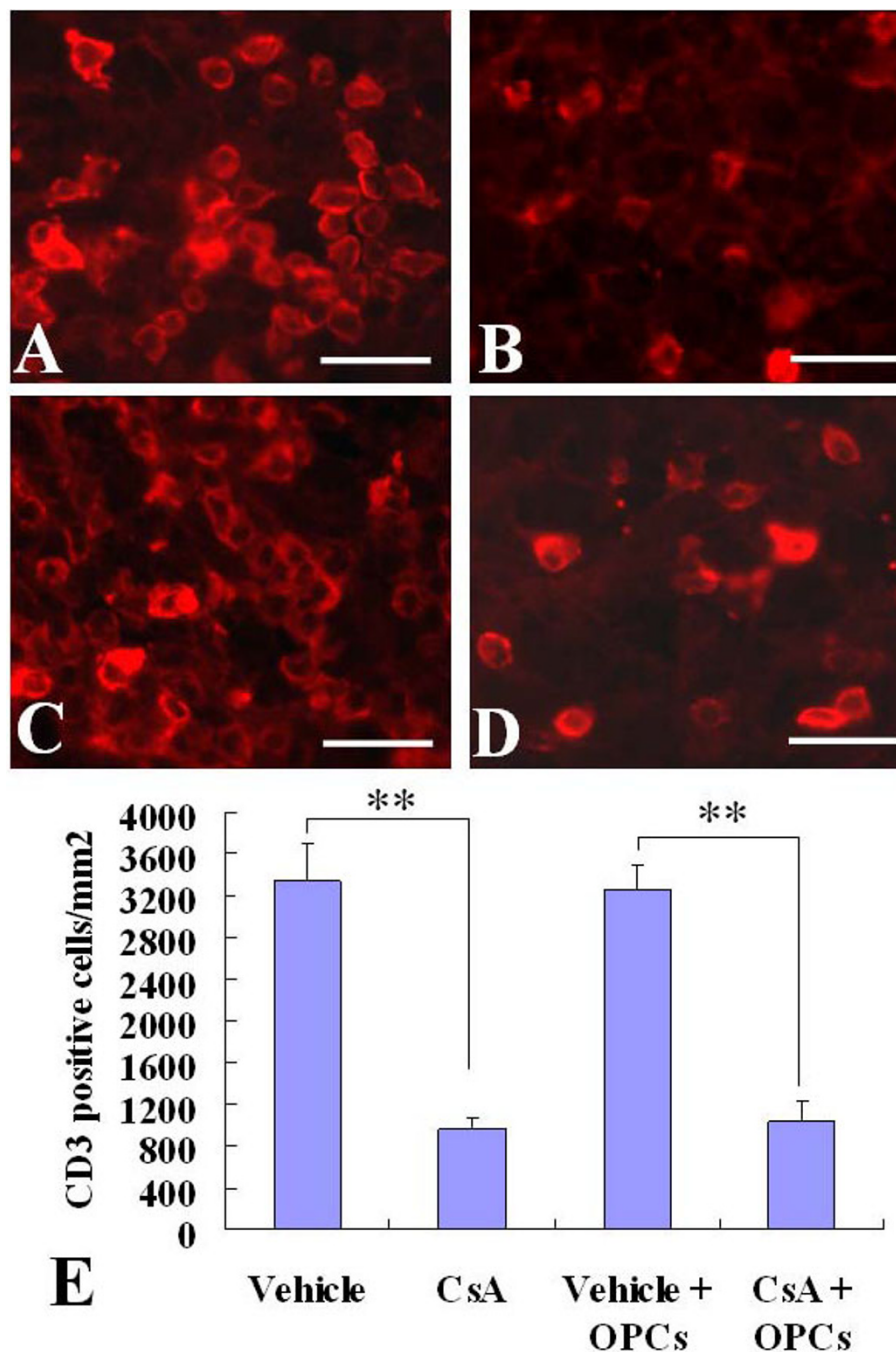 A
B
C
D
CD3 positive cells/mm2
4000
3600
3200
2800
2400
2000
1600
1200
800
400
0
**
**
E
Vehicle
CsA
Vehicle +
OPCs
CsA +
OPCs